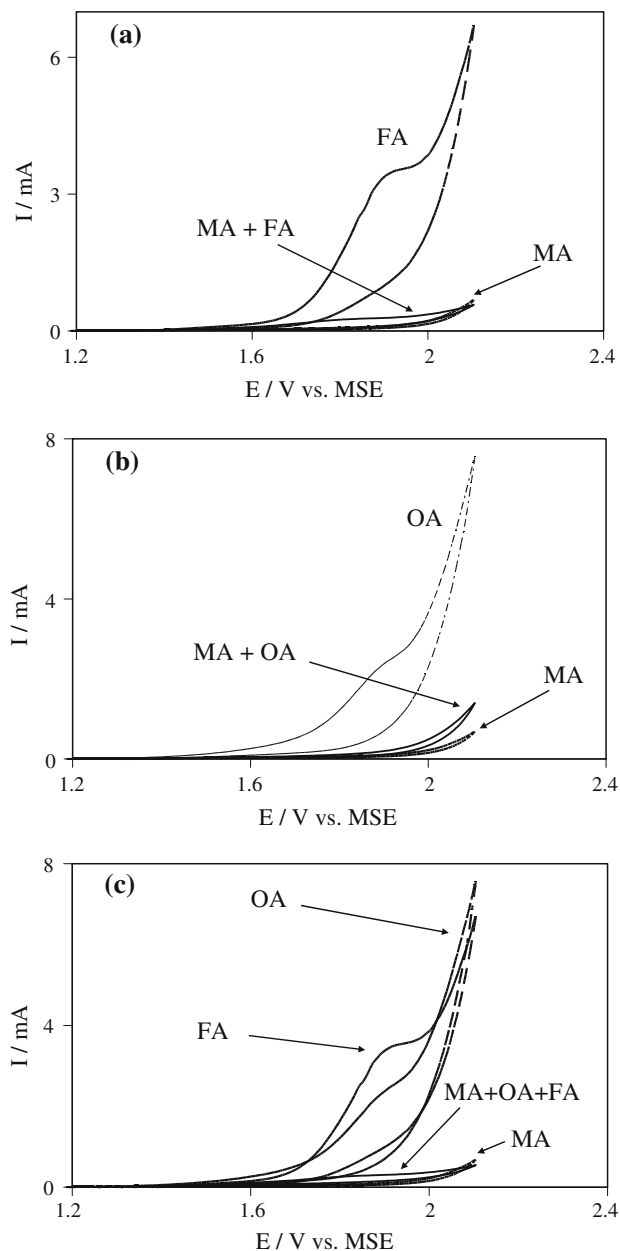 (a)
6
FA
I / mA
MA + FA
3
MA
0
1.2 1.6 2 2.4
E / V vs. MSE
8
(b)
OA
I / mA
4
MA + OA
MA
0
1.2 1.6 2 2.4
E / V vs. MSE
8
(c)
OA
I / mA
FA
4
MA+OA+FA
MA
0
1.2 1.6 2 2.4
E / V vs. MSE